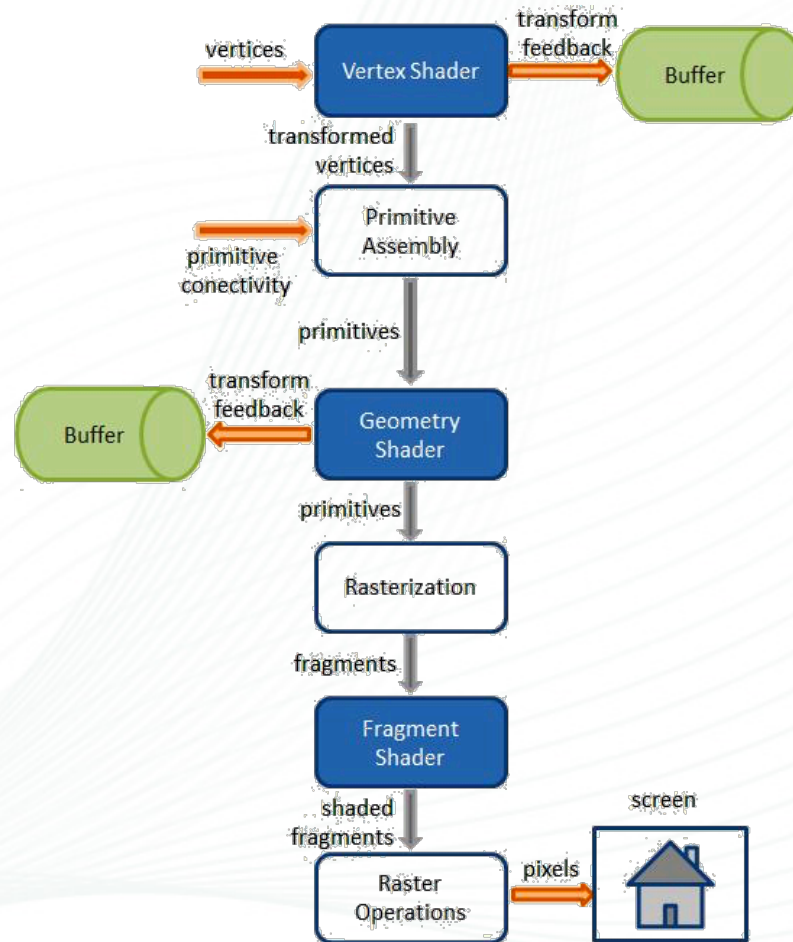 vertices
Vertex Shader
transform
feedback
Buffer
transformed
vertices
Primitive
Assembly
primitive
conectivity
primitives
transform
feedback
Buffer
Geometry
Shader
primitives
Rasterization
fragments
Fragment
Shader
shaded
fragments
screen
Raster
Operations
pixels